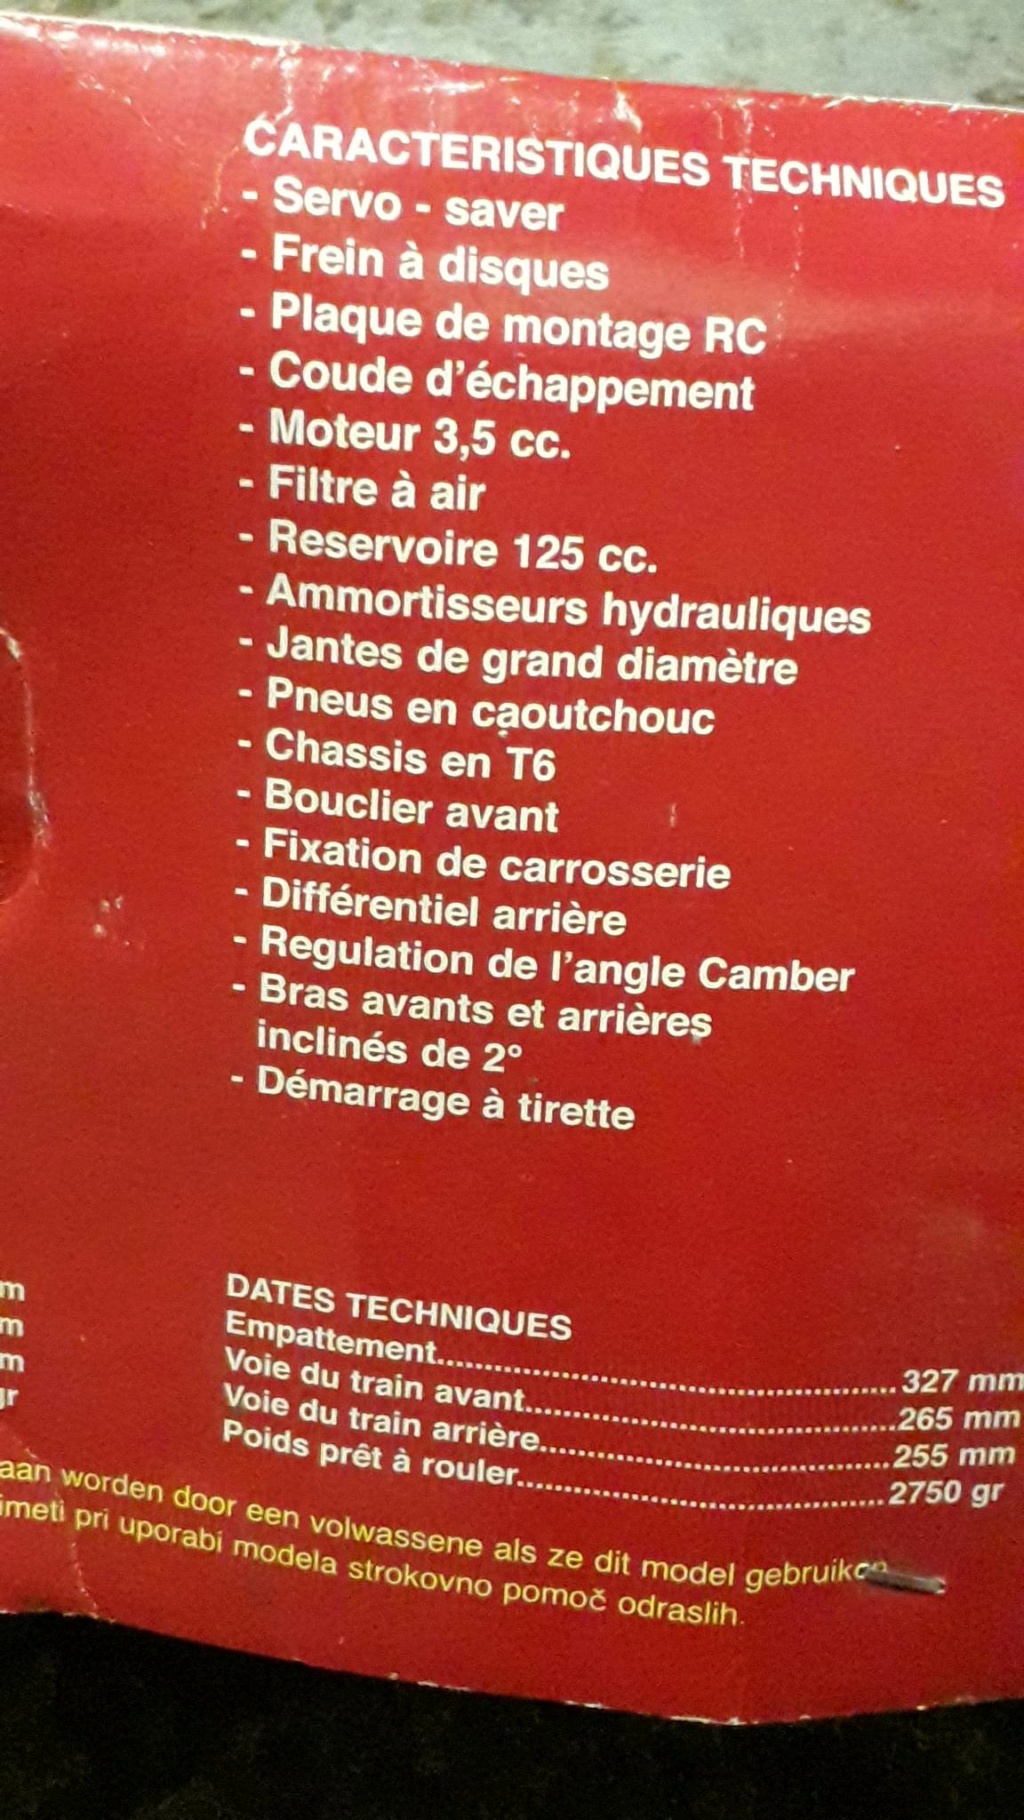 CARACTERISTIQUES TECHNIQUES
- Servo - saver
- Frein à disques
- Plaque de montage RC
- Coude d'échappement
- Moteur 3,5 cc.
- Filtre à air
- Reservoire 125 cc.
- Ammortisseurs hydrauliques
- Jantes de grand diamètre
- Pneus en caoutchouc
- Chassis en T6
- Bouclier avant
- Fixation de carrosserie
- Différentiel arrière
- Regulation de l'angle Camber
- Bras avants et arrières
inclinés de 2°
- Démarrage à tirette
m
m
m
gr
DATES TECHNIQUES
Empattement..........327 mm
Voie du train avant..........265 mm
Voie du train arrière..........255 mm
Poids prêt à rouler..........2750 gr
aan worden door een volwassene als ze dit model
imeti pri uporabi modela strokovno pomoč odraslih.